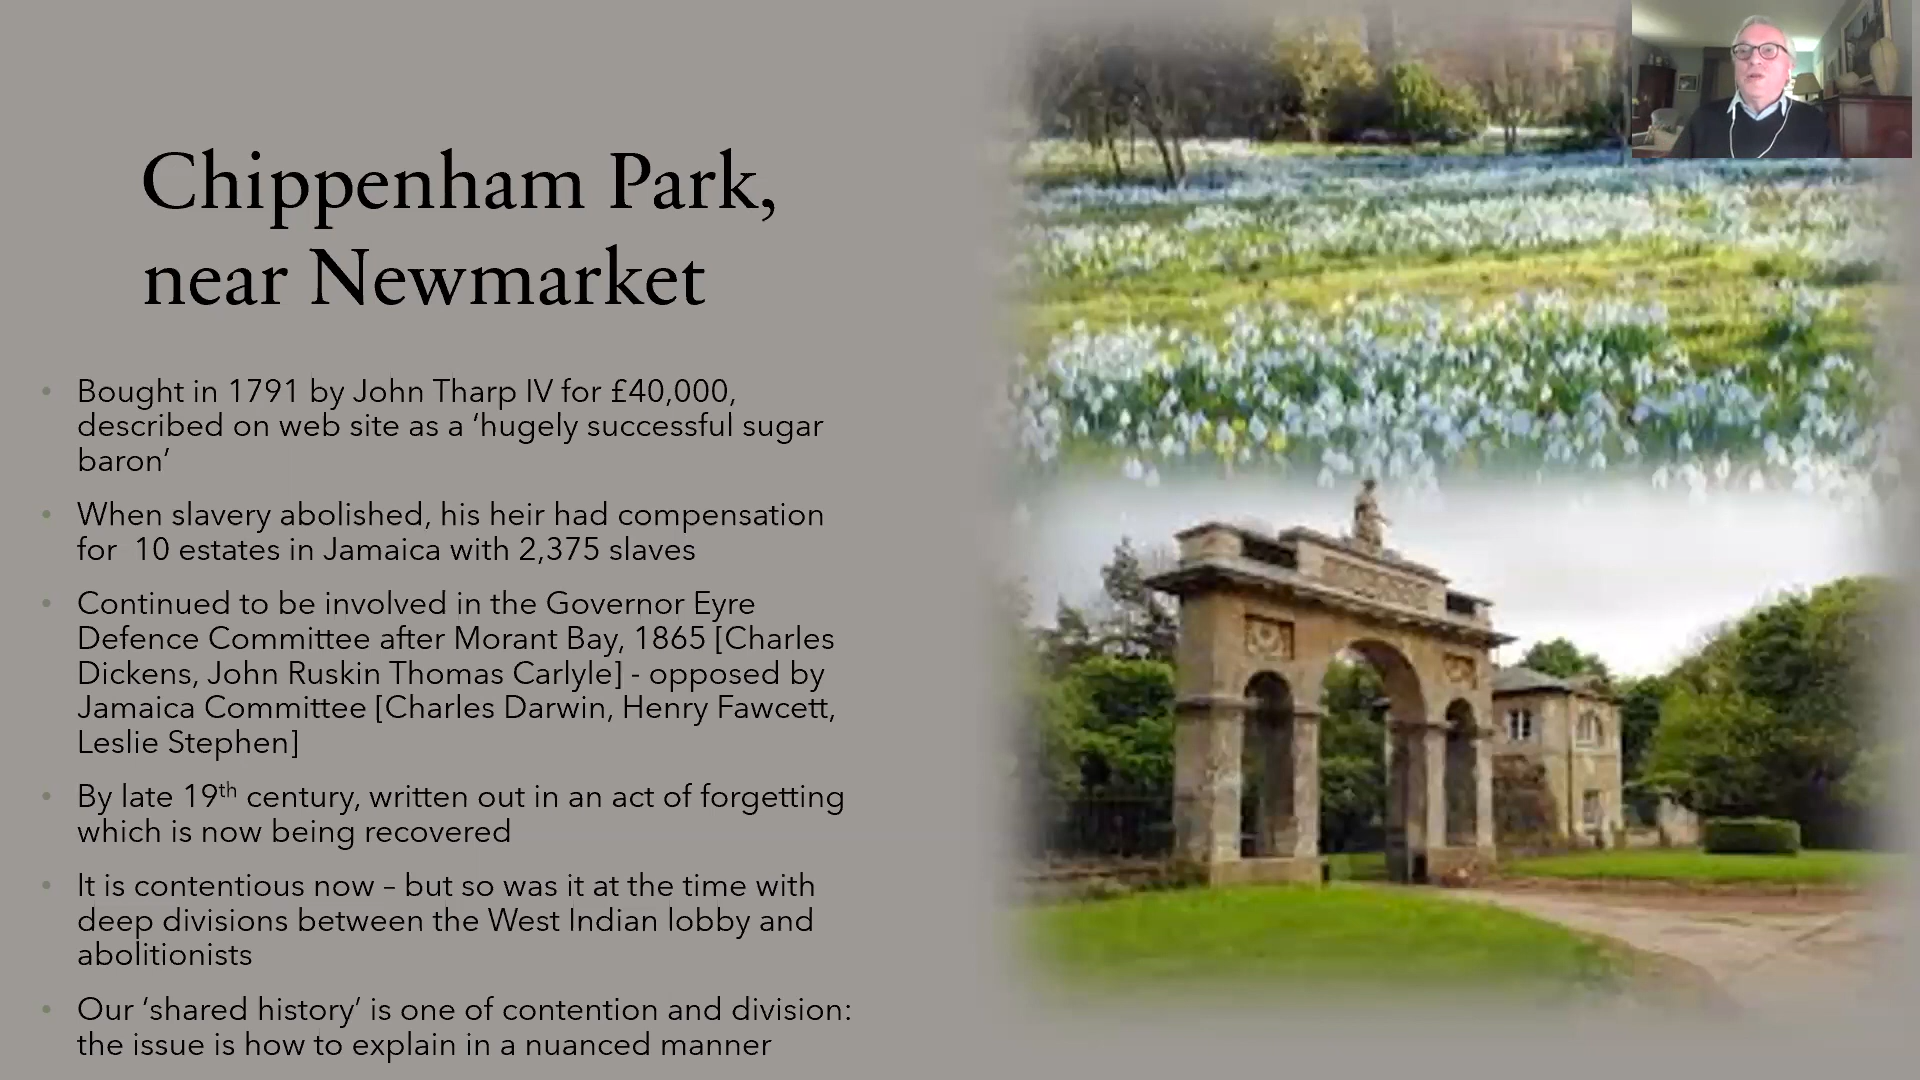 Chippenham Park,
near Newmarket
• Bought in 1791 by John Tharp IV for £40,000,
described on web site as a ‘hugely successful sugar
baron’
• When slavery abolished, his heir had compensation
for  10 estates in Jamaica with 2,375 slaves
• Continued to be involved in the Governor Eyre
Defence Committee after Morant Bay, 1865 [Charles
Dickens, John Ruskin Thomas Carlyle] - opposed by
Jamaica Committee [Charles Darwin, Henry Fawcett,
Leslie Stephen]
• By late 19th century, written out in an act of forgetting
which is now being recovered
• It is contentious now – but so was it at the time with
deep divisions between the West Indian lobby and
abolitionists
• Our ‘shared history’ is one of contention and division:
the issue is how to explain in a nuanced manner